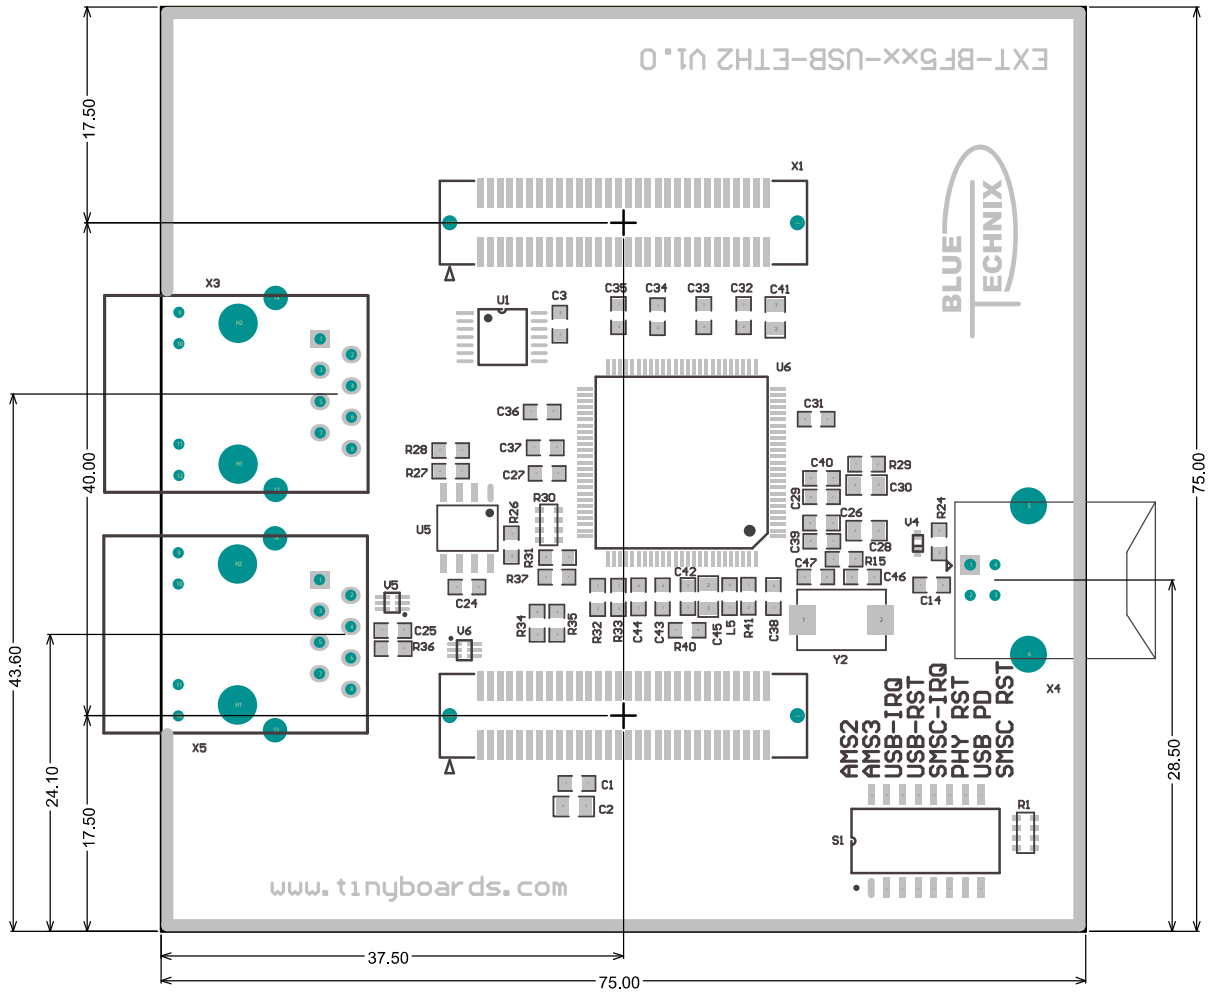 EXT-BF5xx-USB-ETH2 V1.0
17.50
X1
BLUE
TECHNIX
X3
U1
C3
C35
C34
C33
C32
C41
U6
C36
C31
C37
R28
R27
C27
C40
R29
C30
C29
40.00
75.00
R30
R26
U5
C26
V4
R24
C39
C28
R31
R37
C47
R15
C46
C42
C14
V5
C24
C25
R36
V6
R34
R35
R32
R33
C44
C43
R40
C45
L5
R41
C38
Y2
X4
43.60
X5
AMS2
AMS3
USB-IRQ
USB-RST
SMSC-IRQ
PHY RST
USB PD
SMSC RST
28.50
24.10
17.50
C1
C2
S1
R1
www.tinyboards.com
37.50
75.00